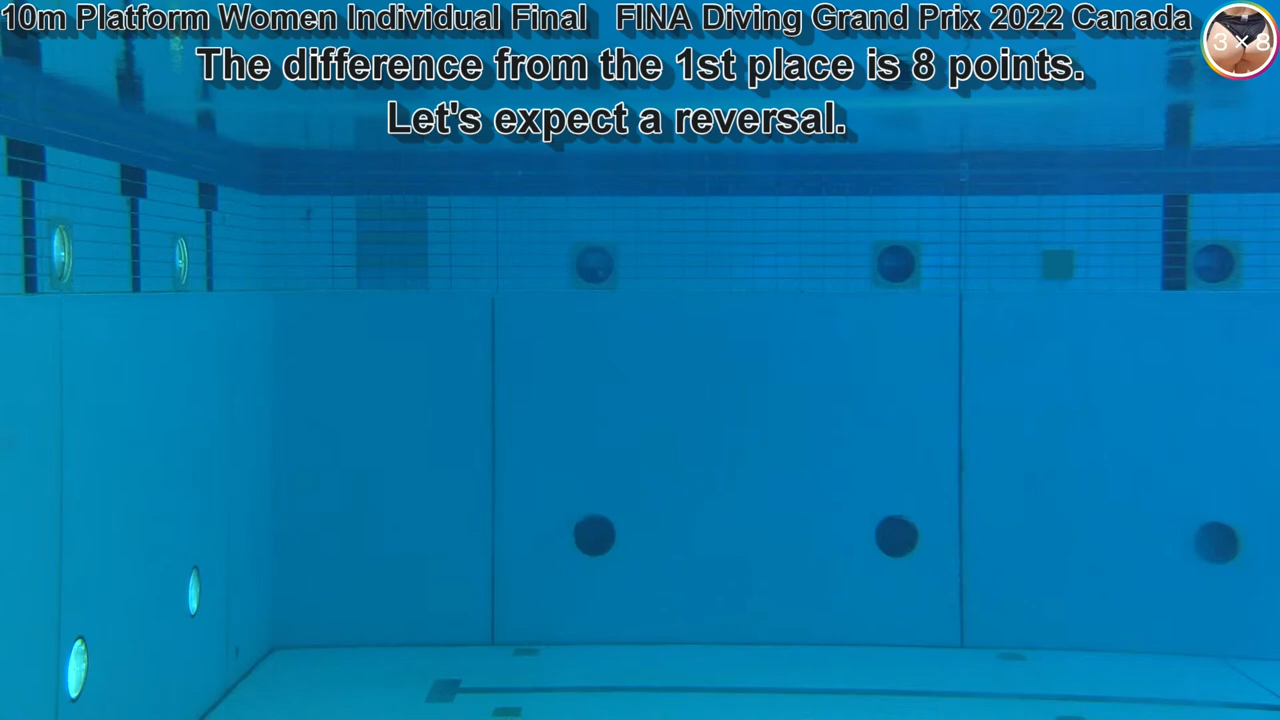 10m Platform Women Individual Final FINA Diving Grand Prix 2022 Canada
3 × 8
The difference from the 1st place is 8 points.
Let's expect a reversal.